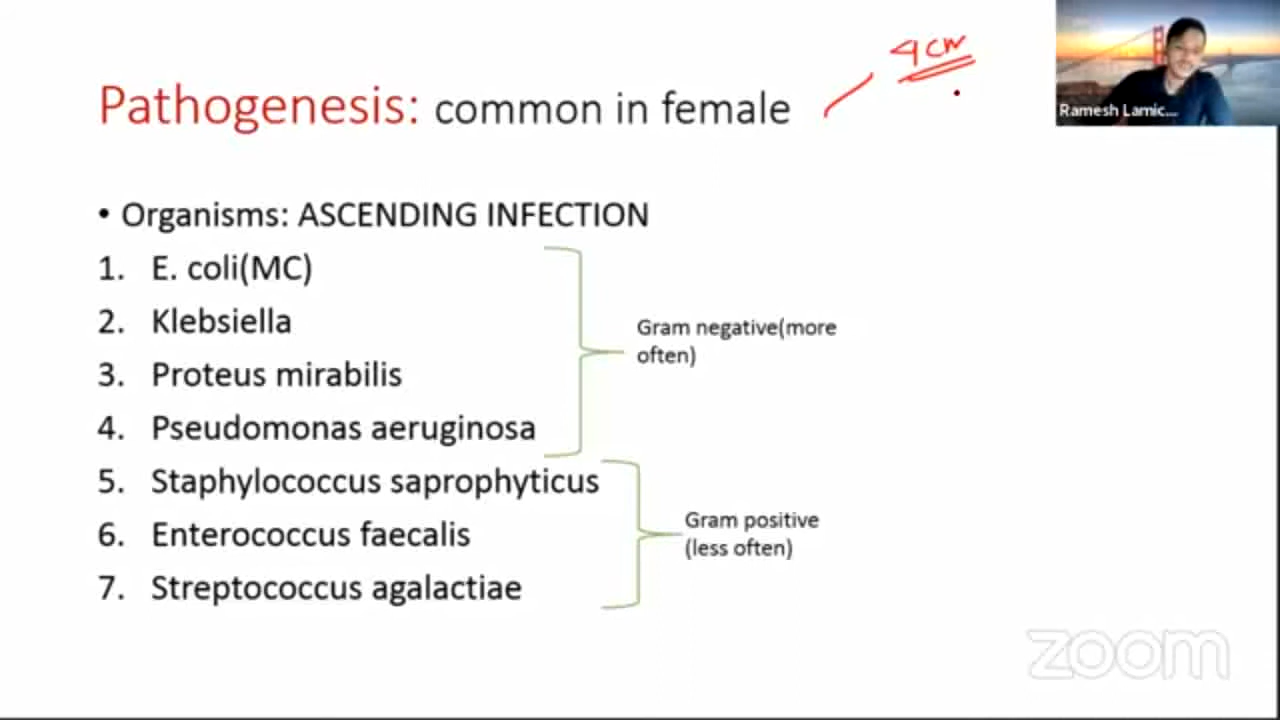 4 cm
Pathogenesis: common in female
Ramesh Lamic...
• Organisms: ASCENDING INFECTION
1. E. coli(MC)
2. Klebsiella
Gram negative(more
often)
3. Proteus mirabilis
4. Pseudomonas aeruginosa
5. Staphylococcus saprophyticus
6. Enterococcus faecalis
Gram positive
(less often)
7. Streptococcus agalactiae
zoom